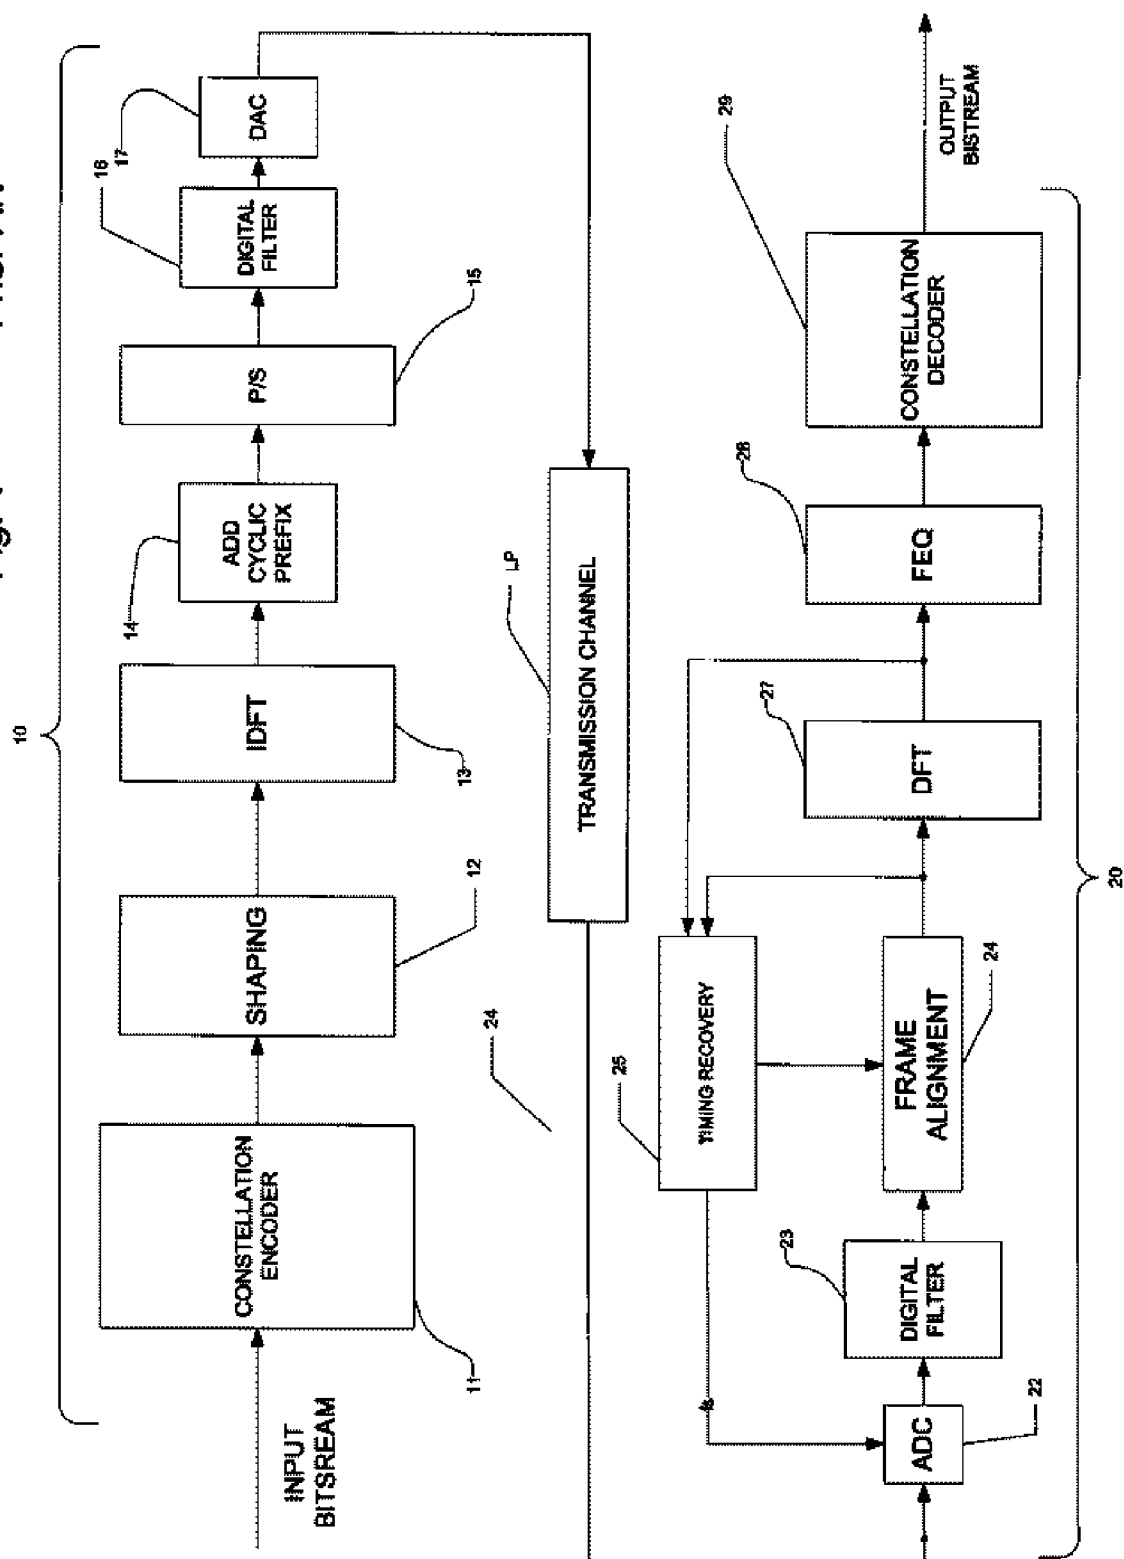 10
INPUT
BITSREAM
CONSTELLATION
ENCODER
11
SHAPING
12
IDFT
13
ADD
CYCLIC
PREFIX
14
P/S
15
DIGITAL
FILTER
16
DAC
17
TRANSMISSION CHANNEL
LP
24
TIMING RECOVERY
25
fs
ADC
22
DIGITAL
FILTER
23
FRAME
ALIGNMENT
24
DFT
27
FEQ
28
CONSTELLATION
DECODER
29
OUTPUT
BISTREAM
20